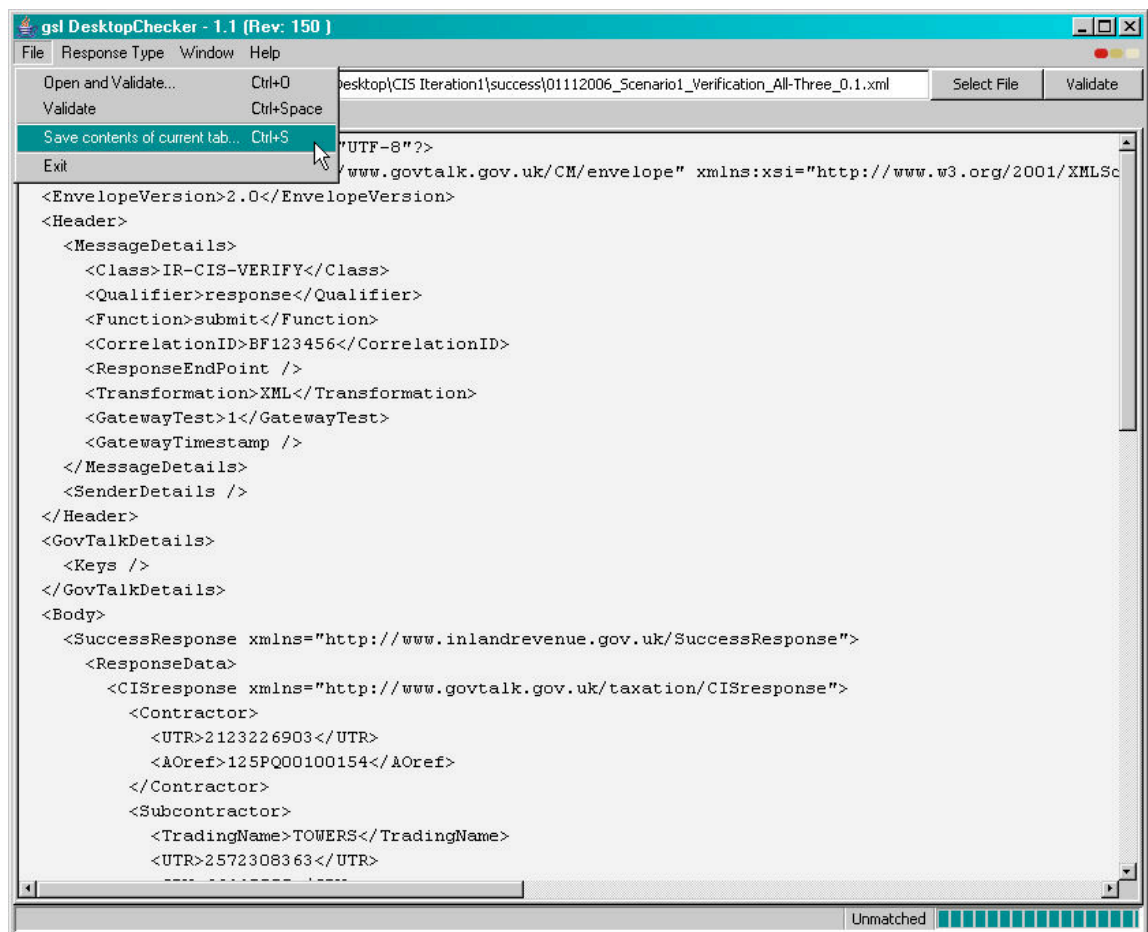 gsl DesktopChecker - 1.1 (Rev: 150 )
File Response Type Window Help
Open and Validate... Ctrl+O
Validate Ctrl+Space
Save contents of current tab... Ctrl+S
Exit
Desktop\CIS Iteration1\success\01112006_Scenario1_Verification_All-Three_0.1.xml Select File Validate
"UTF-8"?>
/www.govtalk.gov.uk/CM/envelope" xmlns:xsi="http://www.w3.org/2001/XMLSc
<EnvelopeVersion>2.0</EnvelopeVersion>
<Header>
<MessageDetails>
<Class>IR-CIS-VERIFY</Class>
<Qualifier>response</Qualifier>
<Function>submit</Function>
<CorrelationID>BF123456</CorrelationID>
<ResponseEndPoint />
<Transformation>XML</Transformation>
<GatewayTest>1</GatewayTest>
<GatewayTimestamp />
</MessageDetails>
<SenderDetails />
</Header>
<GovTalkDetails>
<Keys />
</GovTalkDetails>
<Body>
<SuccessResponse xmlns="http://www.inlandrevenue.gov.uk/SuccessResponse">
<ResponseData>
<CISresponse xmlns="http://www.govtalk.gov.uk/taxation/CISresponse">
<Contractor>
<UTR>2123226903</UTR>
<AOref>125PQ00100154</AOref>
</Contractor>
<Subcontractor>
<TradingName>TOWERS</TradingName>
<UTR>2572308363</UTR>
Unmatched